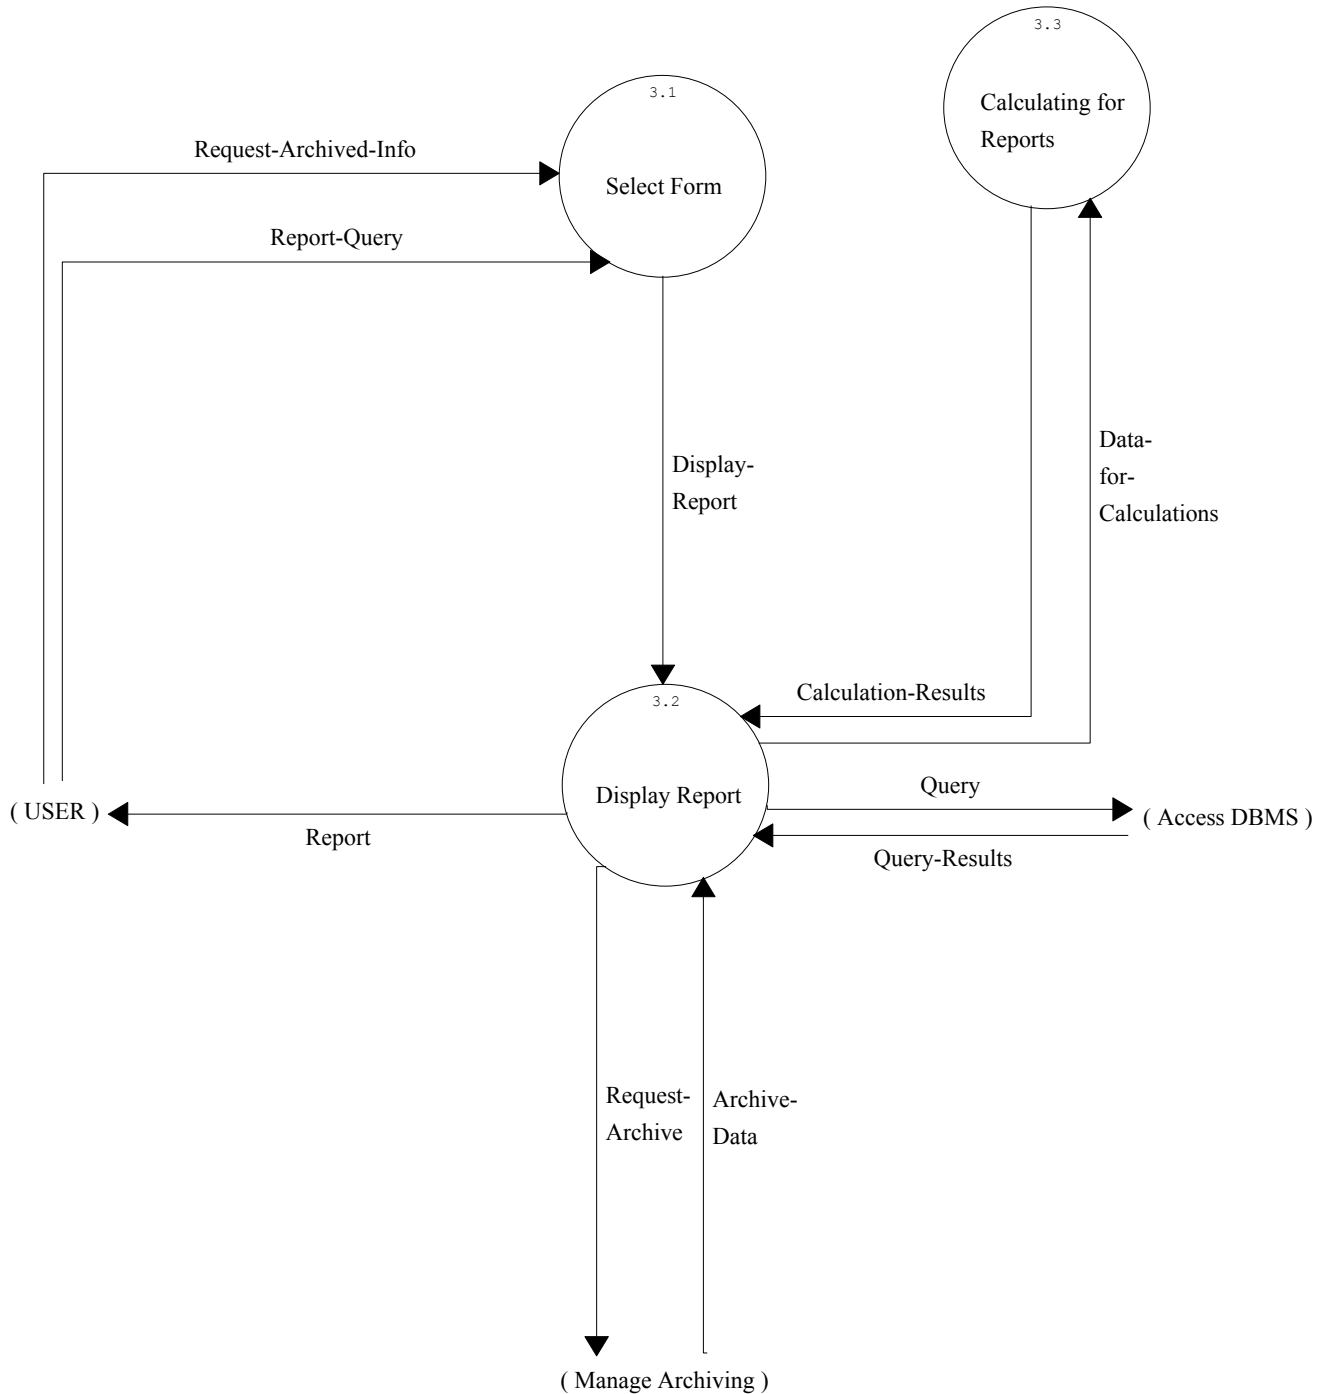 3.3
Calculating for
Reports
3.1
Select Form
Request-Archived-Info
Report-Query
Display-
Report
Data-
for-
Calculations
Calculation-Results
3.2
Display Report
Query
( Access DBMS )
Query-Results
( USER )
Report
Request-
Archive
Archive-
Data
( Manage Archiving )